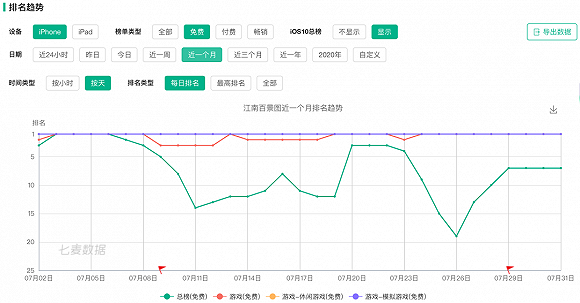 排名趋势
设备 iPhone iPad 榜单类型 全部 免费 付费 畅销 iOS10总榜 不显示 显示 导出数据
日期 近24小时 昨日 今日 近一周 近一个月 近三个月 近一年 2020年 自定义
时间类型 按小时 按天 排名类型 每日排名 最高排名 全部
江南百景图近一个月排名趋势
排名
1
5
10
15
20
25
七麦数据
07月02日 07月05日 07月08日 07月11日 07月14日 07月17日 07月20日 07月23日 07月26日 07月29日 07月31日
总榜(免费) 游戏(免费) 游戏-休闲游戏(免费) 游戏-模拟游戏(免费)